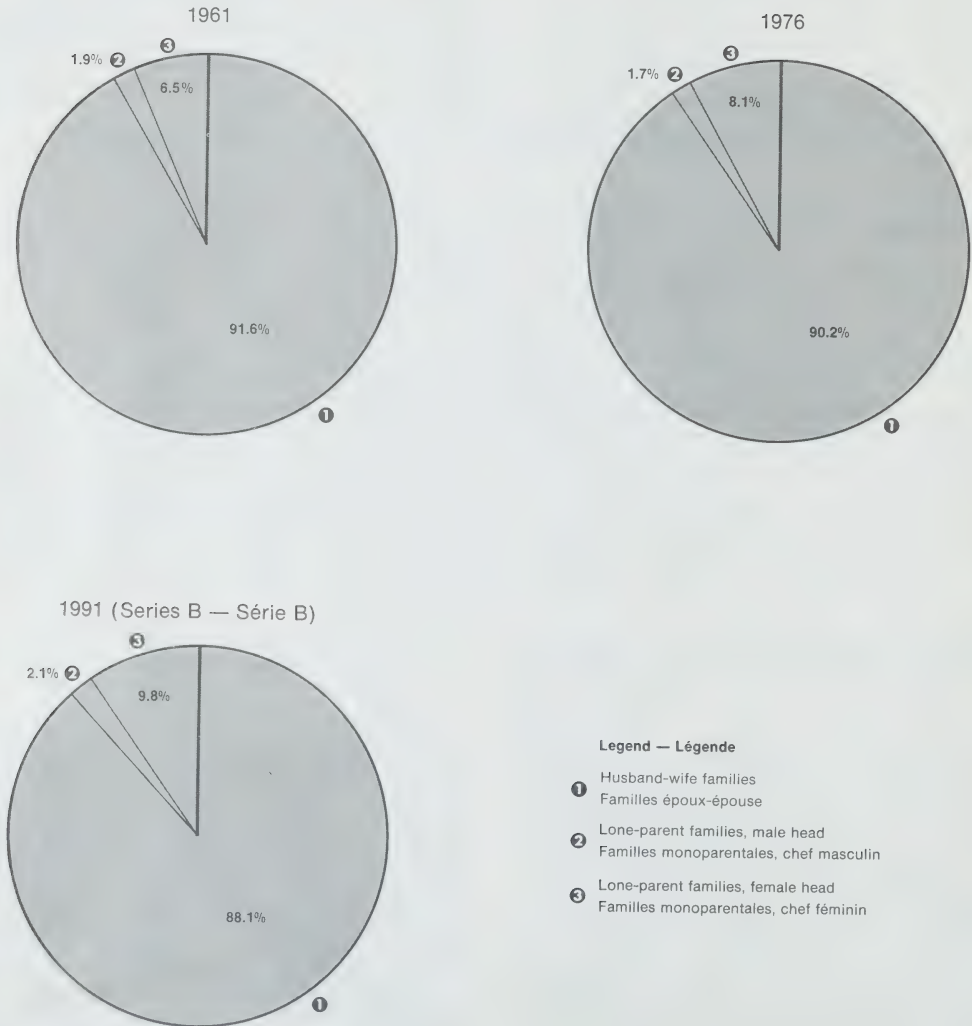 1961
1.9% ❷
❸
6.5%
91.6%
❶
1976
1.7% ❷
❸
8.1%
90.2%
❶
1991 (Series B — Série B)
2.1% ❷
❸
9.8%
88.1%
❶
Legend — Légende
❶ Husband-wife families
Familles époux-épouse
❷ Lone-parent families, male head
Familles monoparentales, chef masculin
❸ Lone-parent families, female head
Familles monoparentales, chef féminin